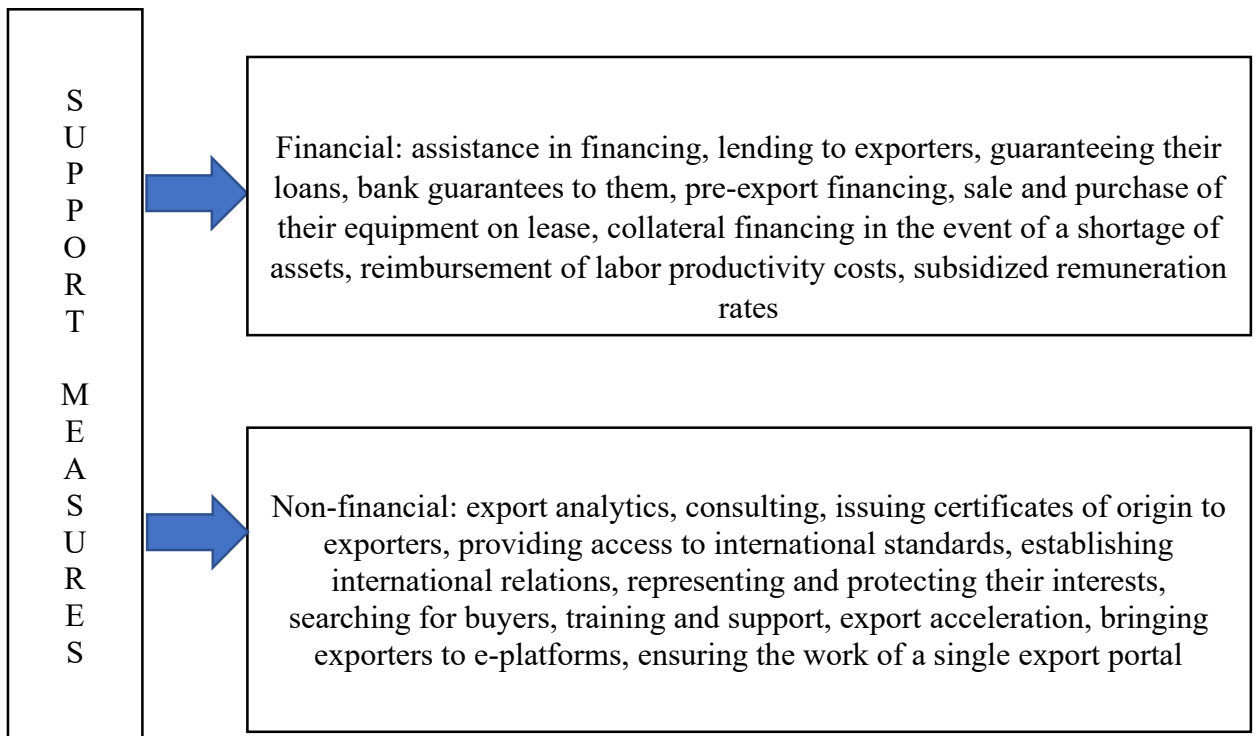 SUPPORT MEASURES
Financial: assistance in financing, lending to exporters, guaranteeing their
loans, bank guarantees to them, pre-export financing, sale and purchase of
their equipment on lease, collateral financing in the event of a shortage of
assets, reimbursement of labor productivity costs, subsidized remuneration
rates
Non-financial: export analytics, consulting, issuing certificates of origin to
exporters, providing access to international standards, establishing
international relations, representing and protecting their interests,
searching for buyers, training and support, export acceleration, bringing
exporters to e-platforms, ensuring the work of a single export portal